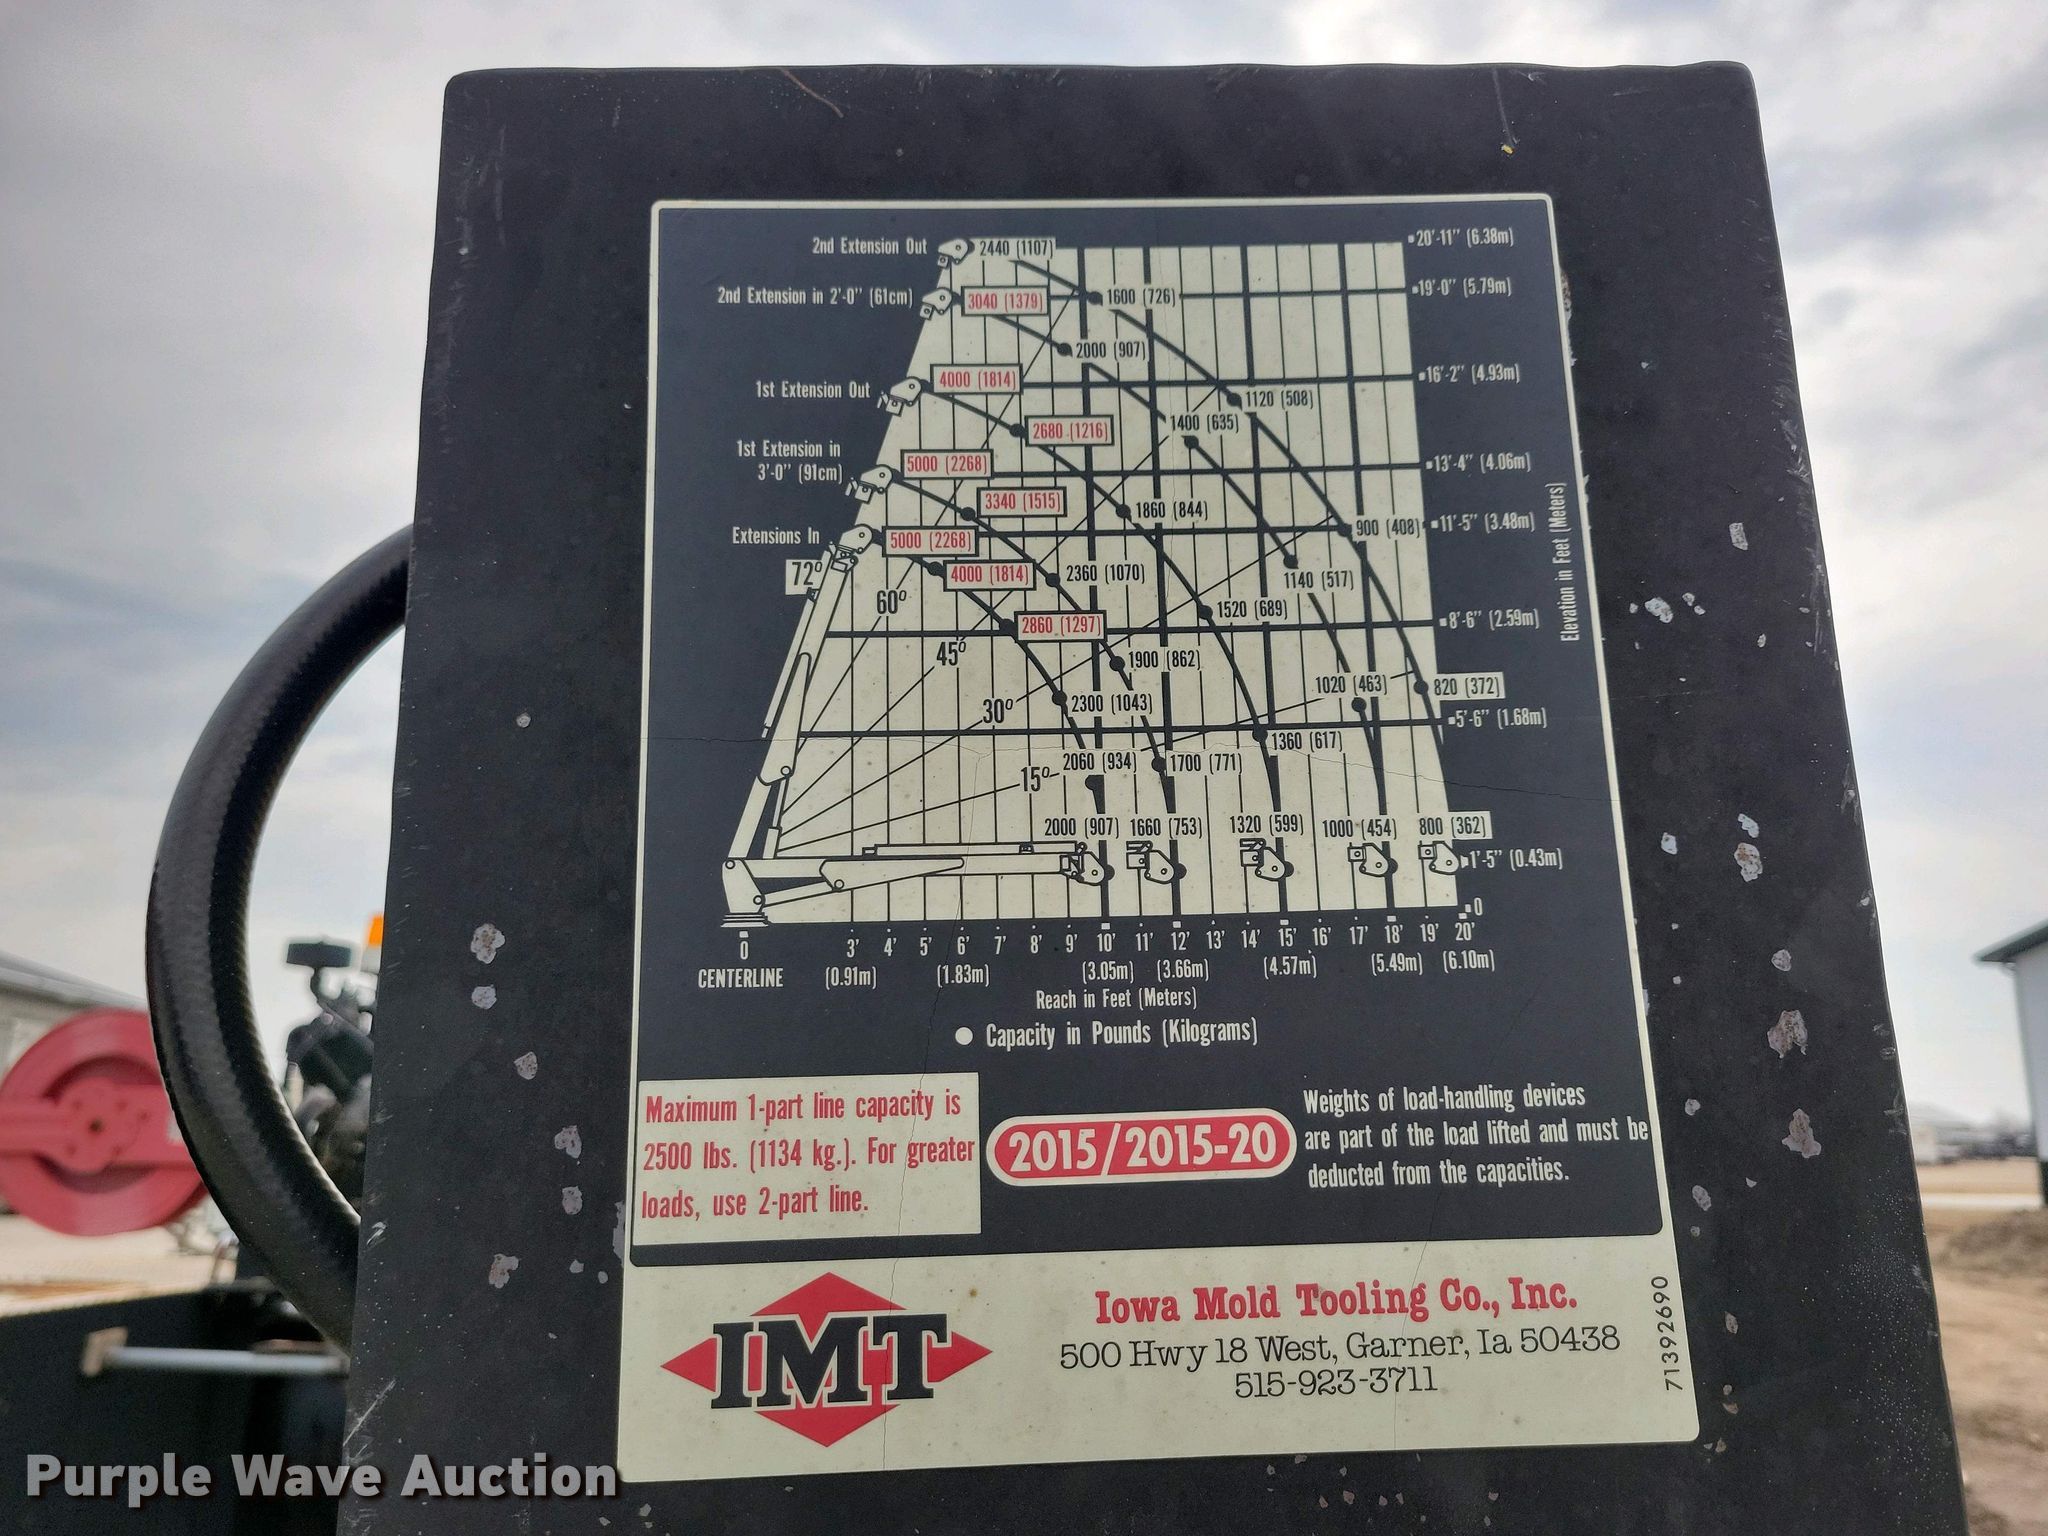 2nd Extension Out
2440 (1107)
20'-11" (6.38m)
2nd Extension in 2'-0" (61cm)
3040 (1379)
1600 (726)
19'-0" (5.79m)
2000 (907)
1st Extension Out
4000 (1814)
16'-2" (4.93m)
1120 (508)
2680 (1216)
1400 (635)
1st Extension in
3'-0" (91cm)
5000 (2268)
13'-4" (4.06m)
3340 (1515)
1860 (844)
900 (408)
11'-5" (3.48m)
Extensions In
5000 (2268)
72º
4000 (1814)
2360 (1070)
1140 (517)
60º
1520 (689)
2860 (1297)
8'-6" (2.59m)
Elevation in Feet (Meters)
45º
1900 (862)
1020 (463)
820 (372)
30º
2300 (1043)
5'-6" (1.68m)
1360 (617)
15º
2060 (934)
1700 (771)
2000 (907)
1660 (753)
1320 (599)
1000 (454)
800 (362)
1'-5" (0.43m)
0
0 3' 4' 5' 6' 7' 8' 9' 10' 11' 12' 13' 14' 15' 16' 17' 18' 19' 20'
CENTERLINE (0.91m) (1.83m) (3.05m) (3.66m) (4.57m) (5.49m) (6.10m)
Reach in Feet (Meters)
Capacity in Pounds (Kilograms)
Maximum 1-part line capacity is
2500 lbs. (1134 kg.). For greater
loads, use 2-part line.
2015/2015-20
Weights of load-handling devices
are part of the load lifted and must be
deducted from the capacities.
IMT
Iowa Mold Tooling Co., Inc.
500 Hwy 18 West, Garner, Ia 50438
515-923-3711
71392690
Purple Wave Auction